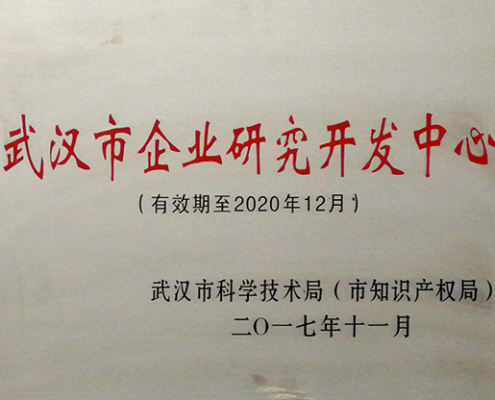 武汉市企业研究开发中心
（有效期至2020年12月）
武汉市科学技术局（市知识产权局）
二〇一七年十一月